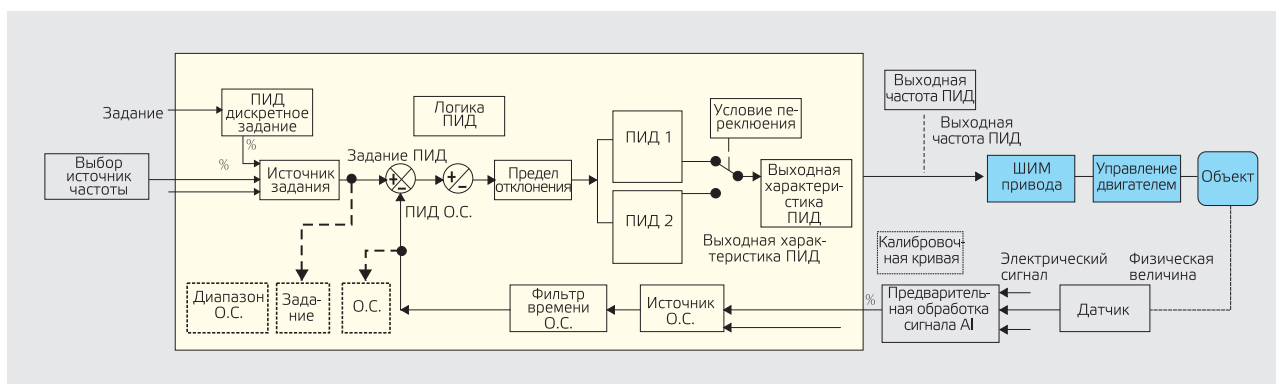 Задание
ПИД
дискретное
задание
%
%
Выбор
источник
частоты
Источник
задания
Задание ПИД
Логика
ПИД
ПИД О.С.
Предел
отклонения
ПИД 1
ПИД 2
Условие пе-
реклюения
Выходная
характери-
стика
ПИД
Выходная харак-
теристика ПИД
Диапазон
О.С.
Зада-
ние
О.С.
Фильтр
времени
О.С.
Источник
О.С.
%
Выходная
частота ПИД
Выходная
частота ПИД
ШИМ
привода
Управление
двигателем
Объект
Калибровоч-
ная кривая
Предваритель-
ная обработка
сигнала AI
Электрический
сигнал
Физическая
величина
Датчик